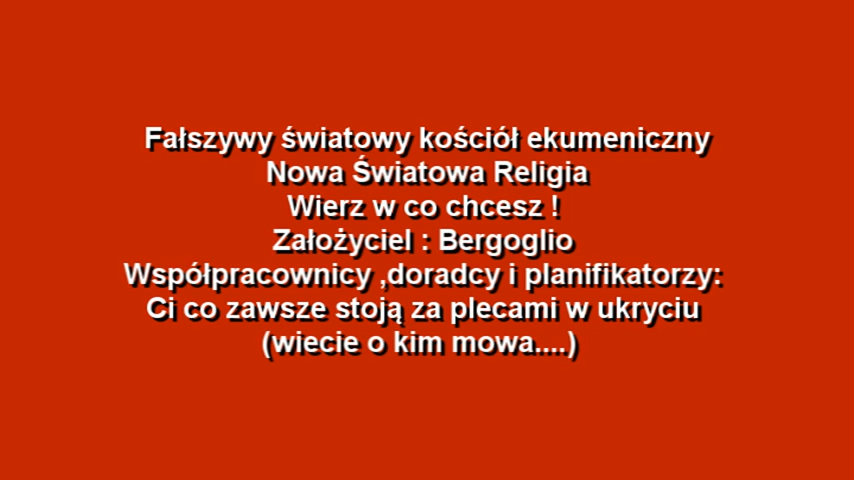 Fałszywy światowy kościół ekumeniczny
Nowa Światowa Religia
Wierz w co chcesz !
Założyciel : Bergoglio
Współpracownicy ,doradcy i planifikatorzy:
Ci co zawsze stoją za plecami w ukryciu
(wiecie o kim mowa....)